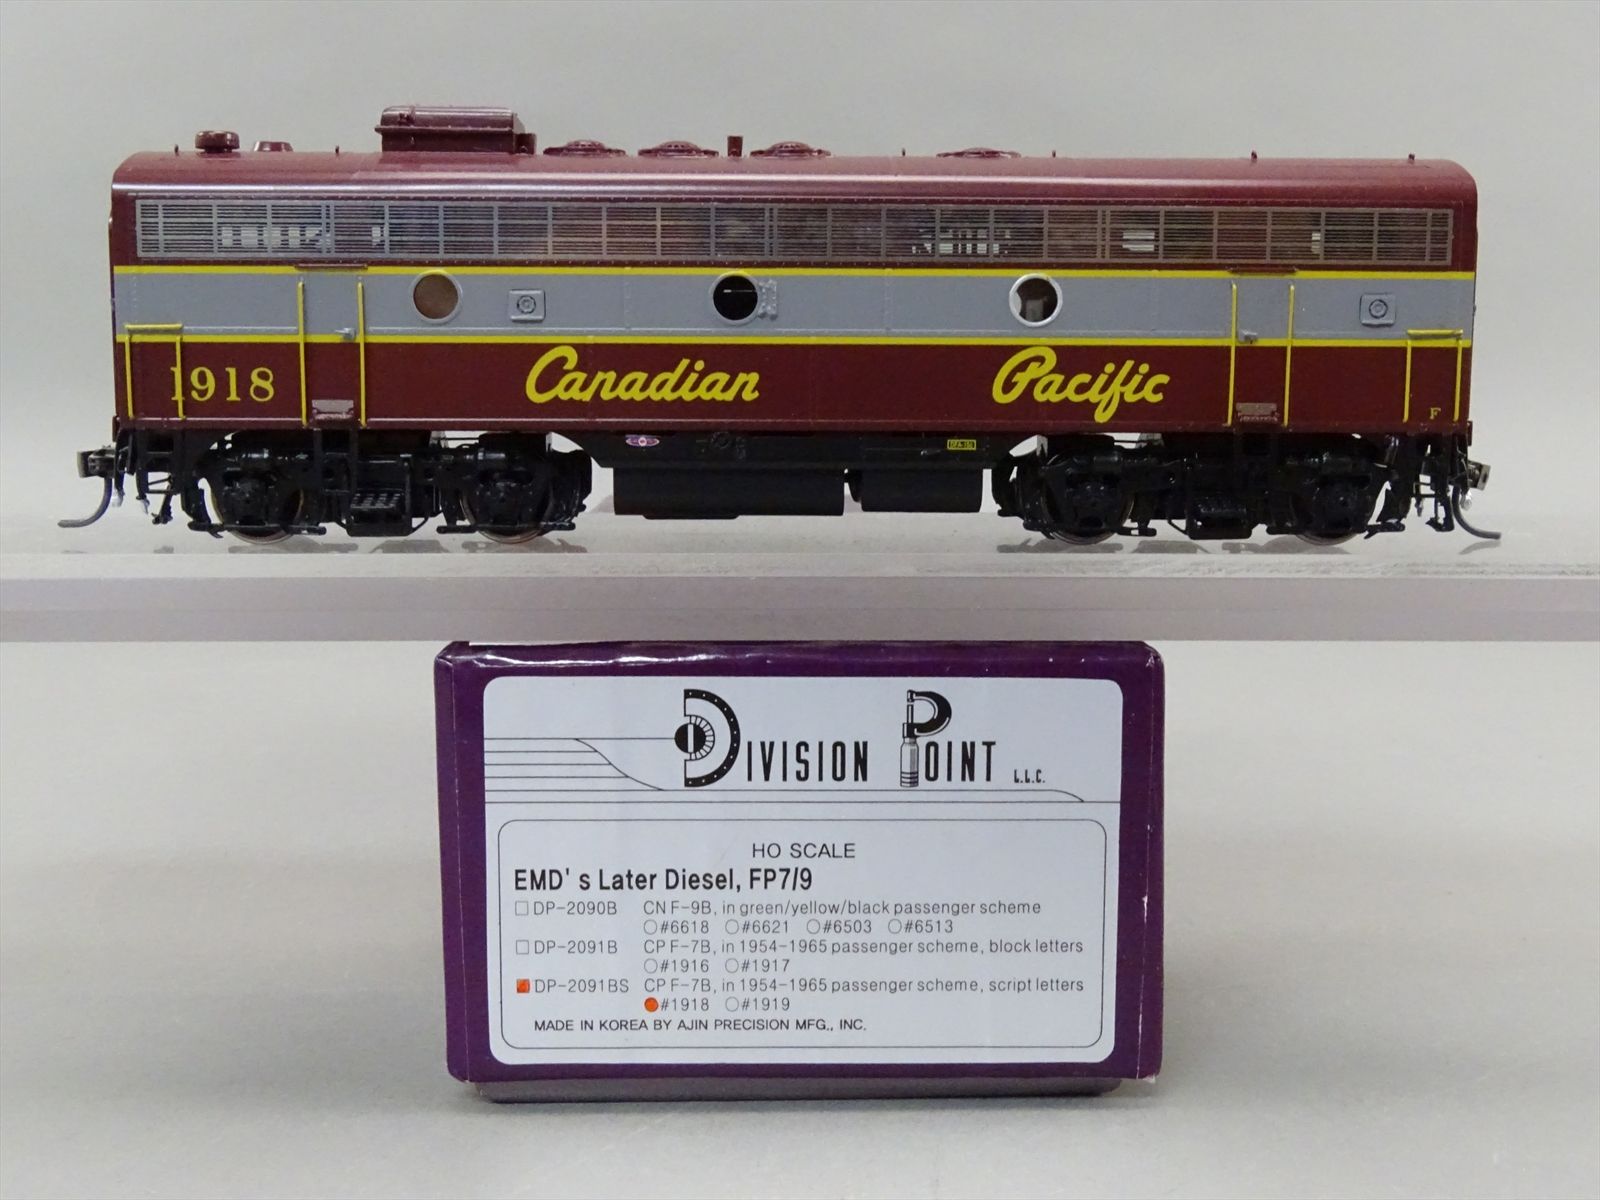 1918
Canadian Pacific
F
DIVISION POINT L.L.C.
HO SCALE
EMD' s Later Diesel, FP7/9
DP-2090B CN F-9B, in green/yellow/black passenger scheme
#6618 #6621 #6503 #6513
DP-2091B CP F-7B, in 1954-1965 passenger scheme, block letters
#1916 #1917
DP-2091BS CP F-7B, in 1954-1965 passenger scheme, script letters
#1918 #1919
MADE IN KOREA BY AJIN PRECISION MFG., INC.